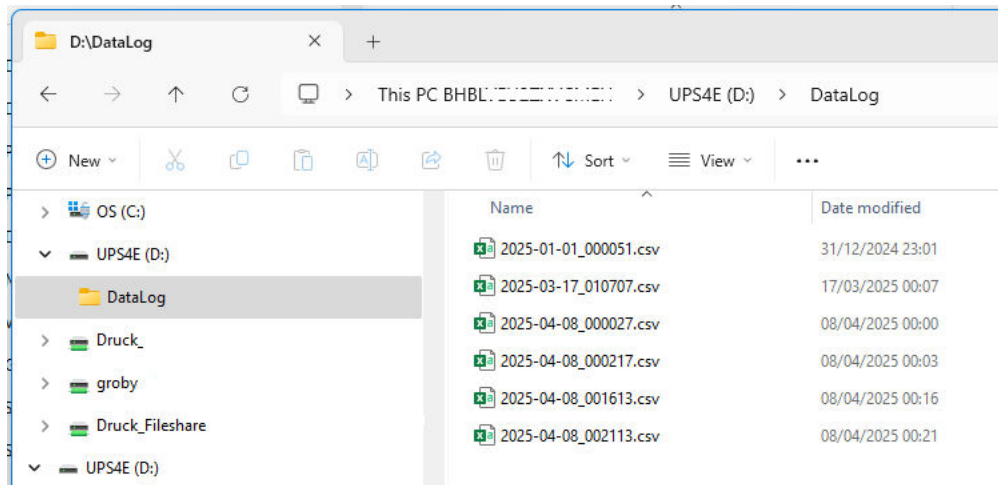 D:\DataLog
This PC BHBL > UPS4E (D:) > DataLog
New Sort View
OS (C:)
UPS4E (D:)
DataLog
Druck_
groby
Druck_Fileshare
UPS4E (D:)
Name Date modified
2025-01-01_000051.csv 31/12/2024 23:01
2025-03-17_010707.csv 17/03/2025 00:07
2025-04-08_000027.csv 08/04/2025 00:00
2025-04-08_000217.csv 08/04/2025 00:03
2025-04-08_001613.csv 08/04/2025 00:16
2025-04-08_002113.csv 08/04/2025 00:21